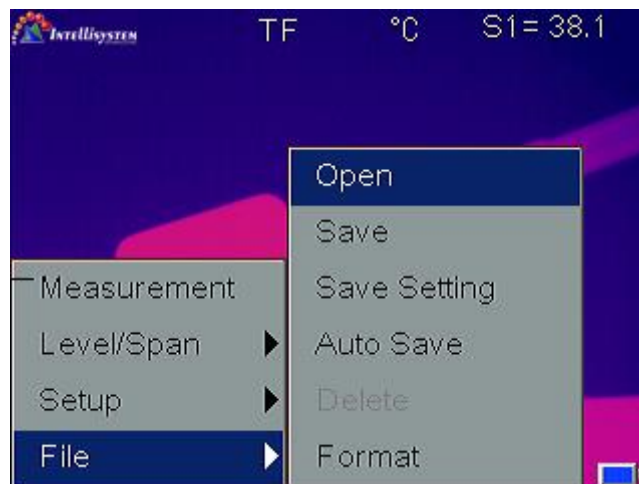 INTELLISYSTEM TF °C S1= 38.1
Open
Save
Save Setting
Auto Save
Delete
Format
Measurement
Level/Span
Setup
File